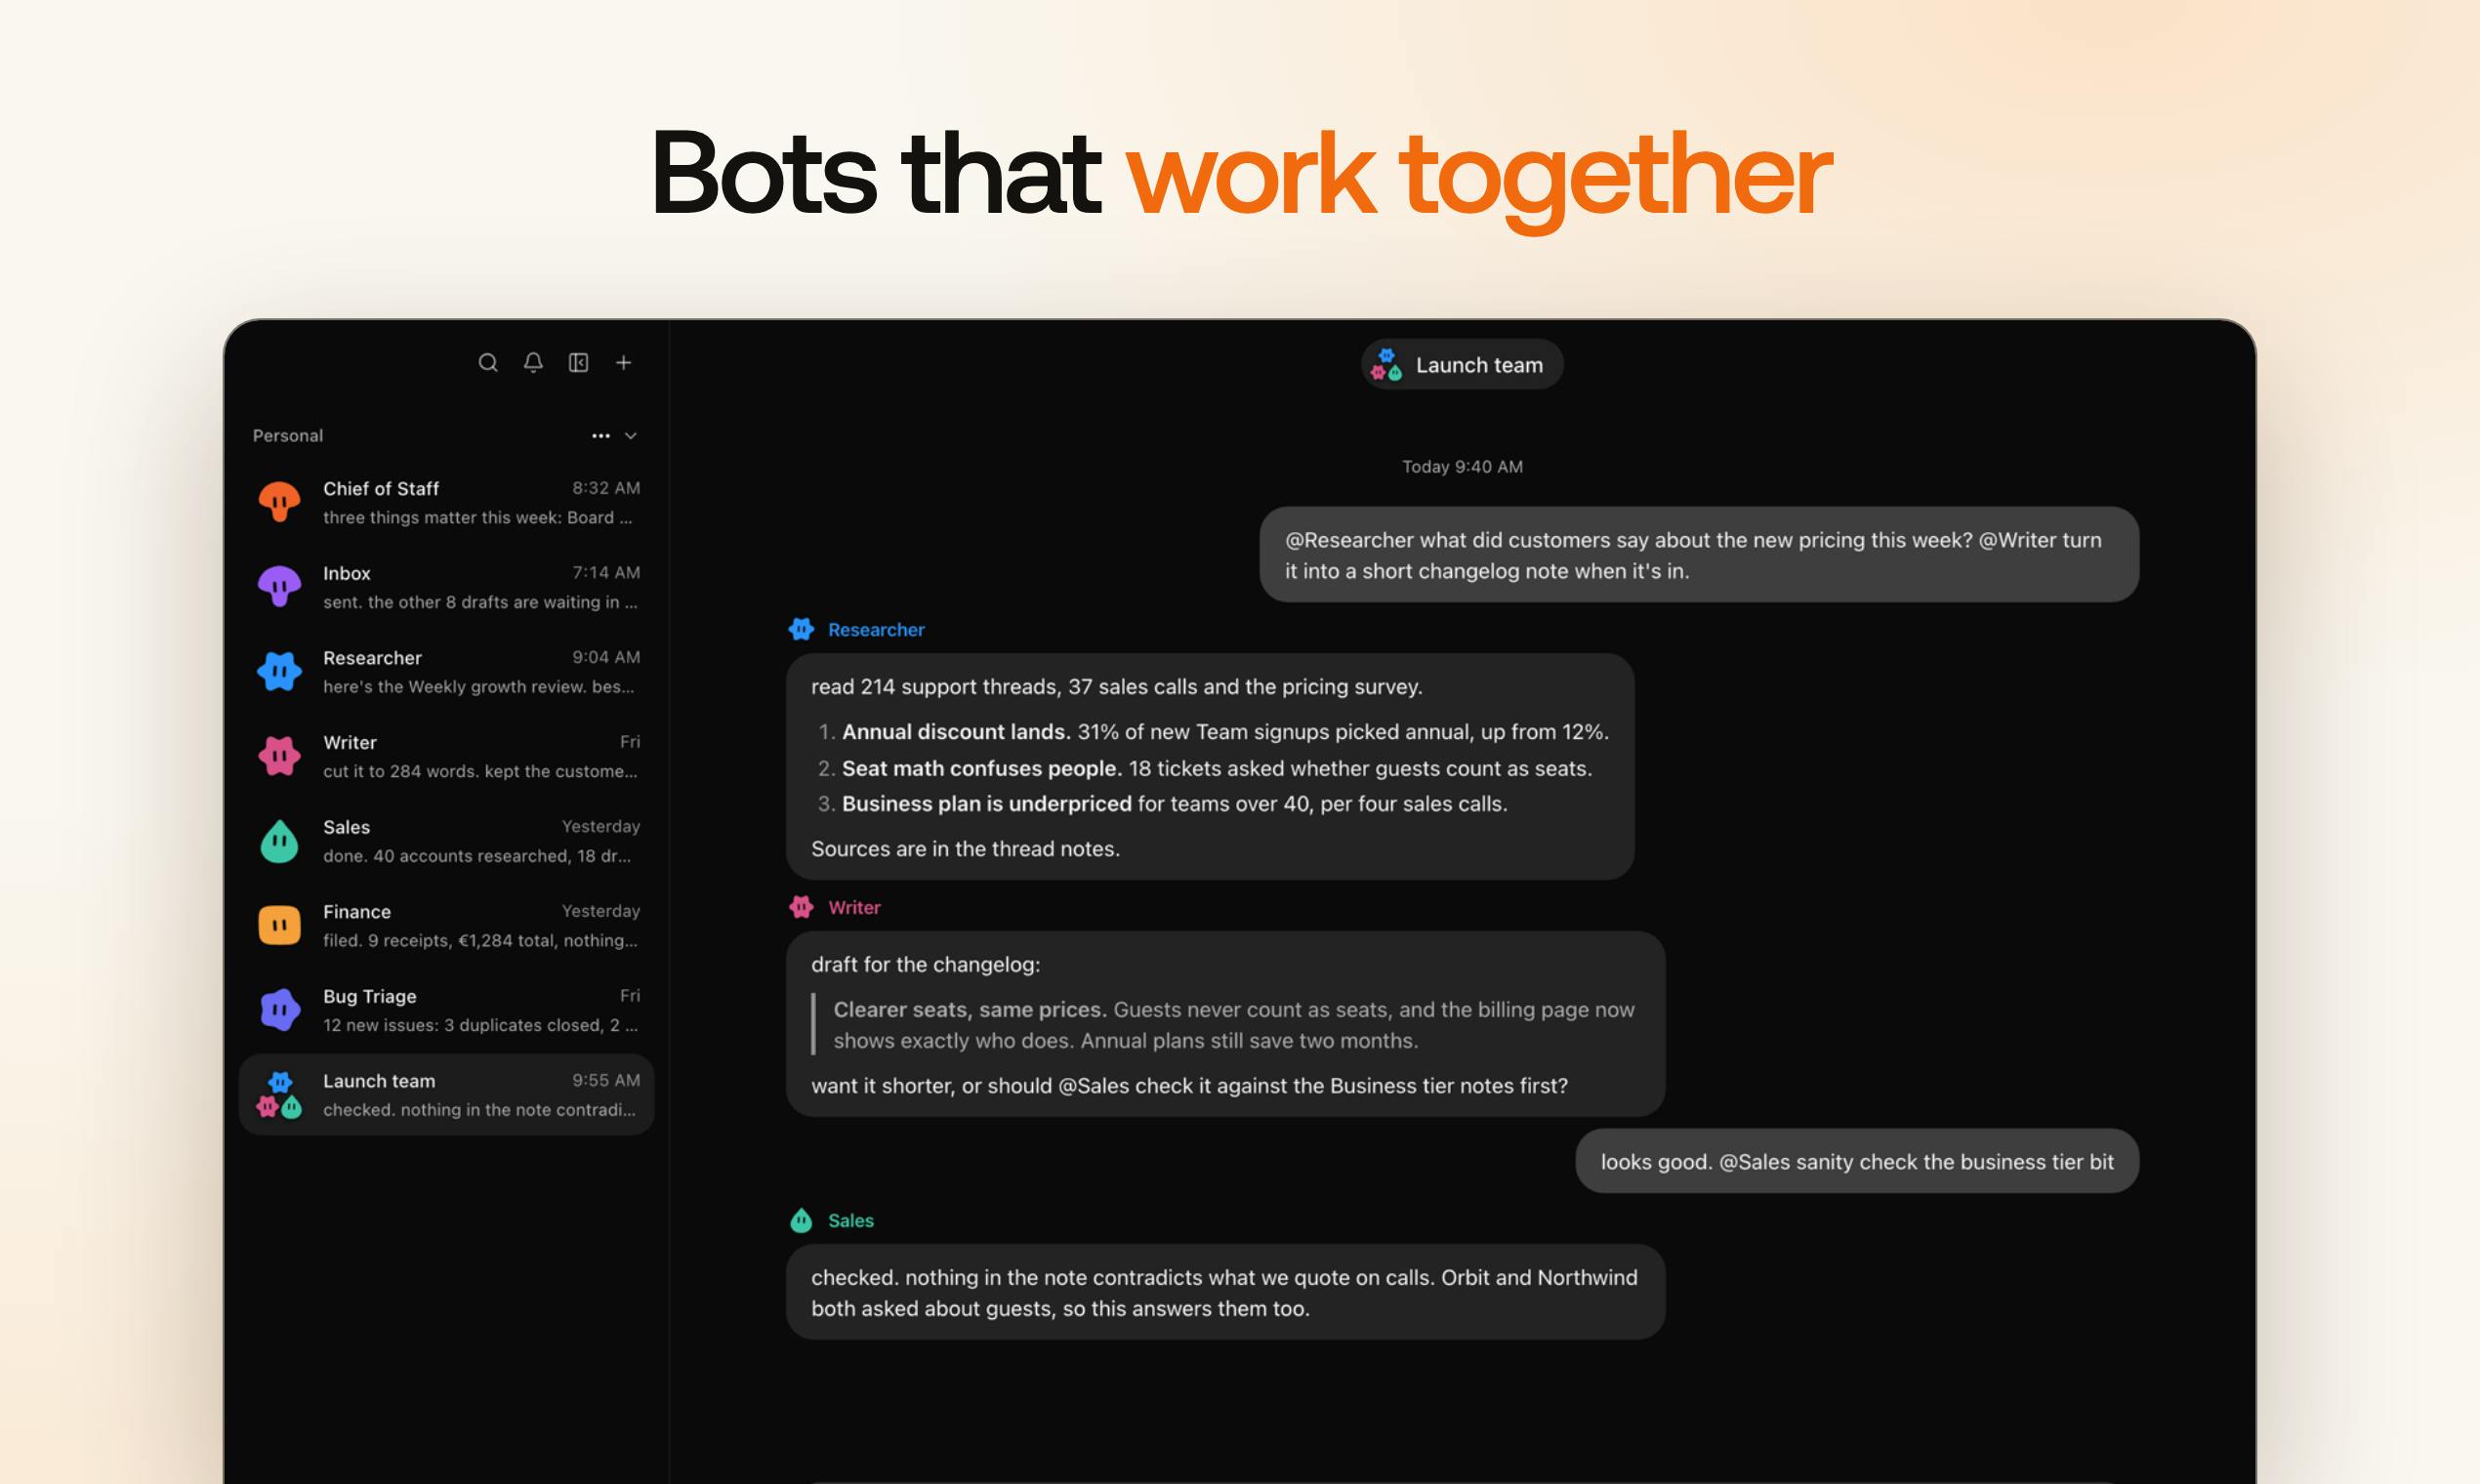 Bots that work together
Personal
Chief of Staff
8:32 AM
three things matter this week: Board ...
Inbox
7:14 AM
sent. the other 8 drafts are waiting in ...
Researcher
9:04 AM
here's the Weekly growth review. bes...
Writer
Fri
cut it to 284 words. kept the custome...
Sales
Yesterday
done. 40 accounts researched, 18 dr...
Finance
Yesterday
filed. 9 receipts, €1,284 total, nothing...
Bug Triage
Fri
12 new issues: 3 duplicates closed, 2 ...
Launch team
9:55 AM
checked. nothing in the note contradi...
Launch team
Today 9:40 AM
@Researcher what did customers say about the new pricing this week? @Writer turn
it into a short changelog note when it's in.
Researcher
read 214 support threads, 37 sales calls and the pricing survey.
1. Annual discount lands. 31% of new Team signups picked annual, up from 12%.
2. Seat math confuses people. 18 tickets asked whether guests count as seats.
3. Business plan is underpriced for teams over 40, per four sales calls.
Sources are in the thread notes.
Writer
draft for the changelog:
Clearer seats, same prices. Guests never count as seats, and the billing page now
shows exactly who does. Annual plans still save two months.
want it shorter, or should @Sales check it against the Business tier notes first?
looks good. @Sales sanity check the business tier bit
Sales
checked. nothing in the note contradicts what we quote on calls. Orbit and Northwind
both asked about guests, so this answers them too.